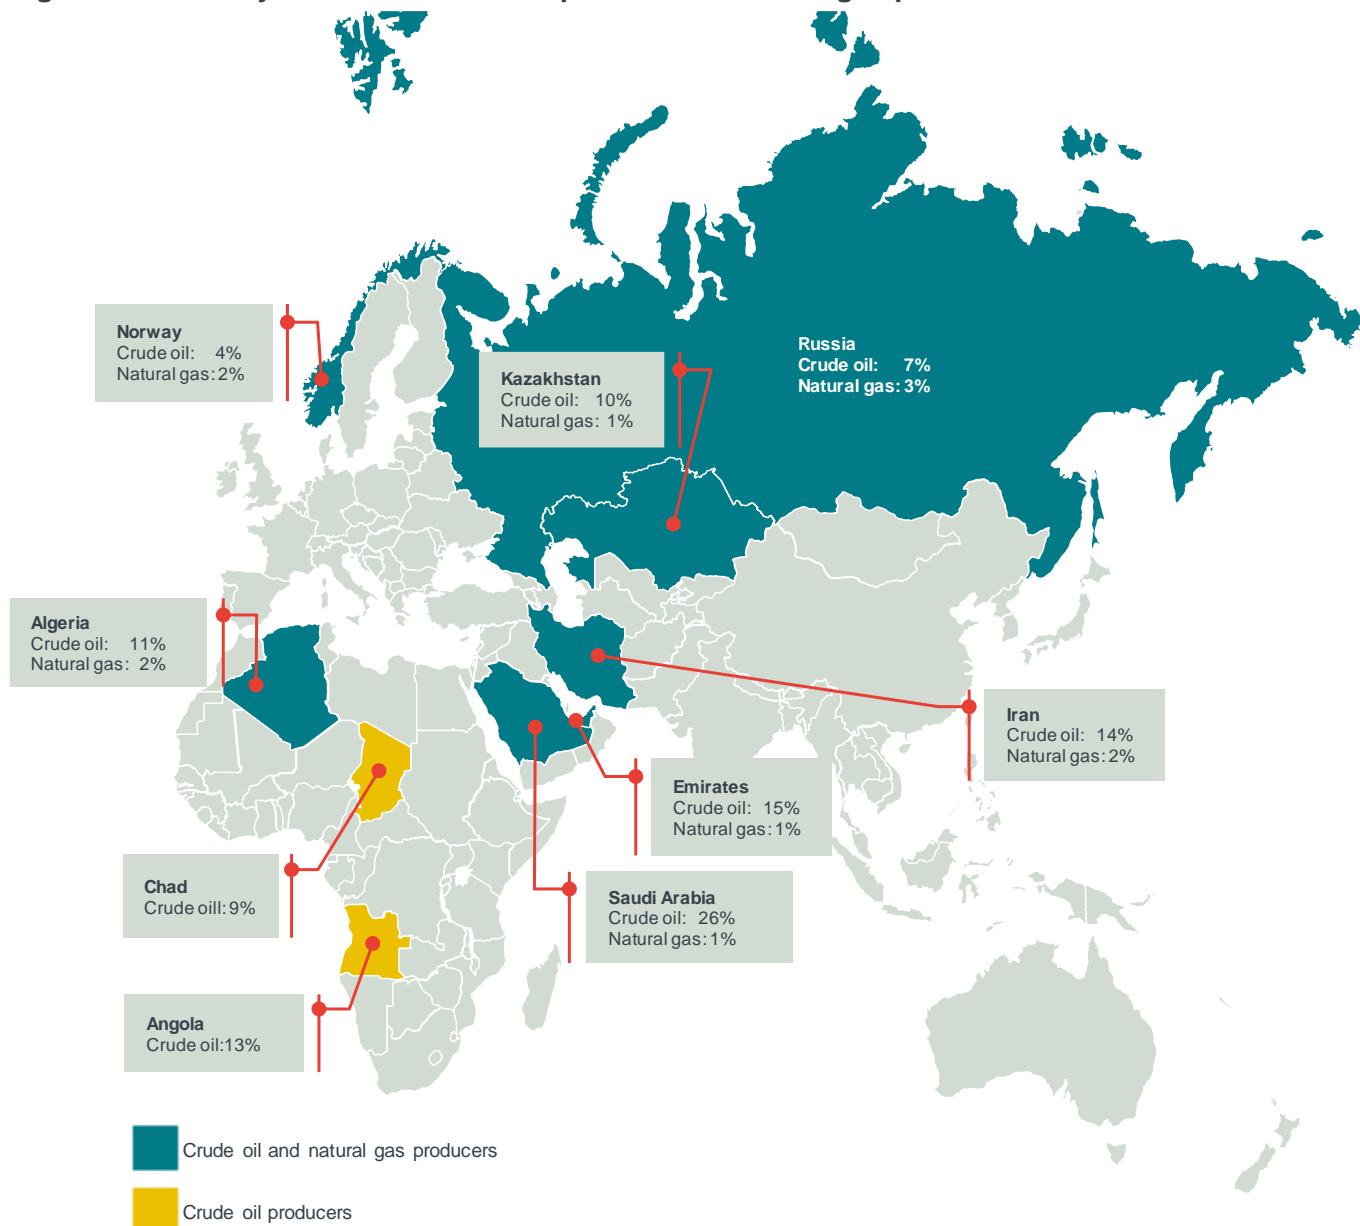 Norway
Crude oil: 4%
Natural gas: 2%
Kazakhstan
Crude oil: 10%
Natural gas: 1%
Russia
Crude oil: 7%
Natural gas: 3%
Algeria
Crude oil: 11%
Natural gas: 2%
Iran
Crude oil: 14%
Natural gas: 2%
Emirates
Crude oil: 15%
Natural gas: 1%
Chad
Crude oill: 9%
Saudi Arabia
Crude oil: 26%
Natural gas: 1%
Angola
Crude oil:13%
Crude oil and natural gas producers
Crude oil producers